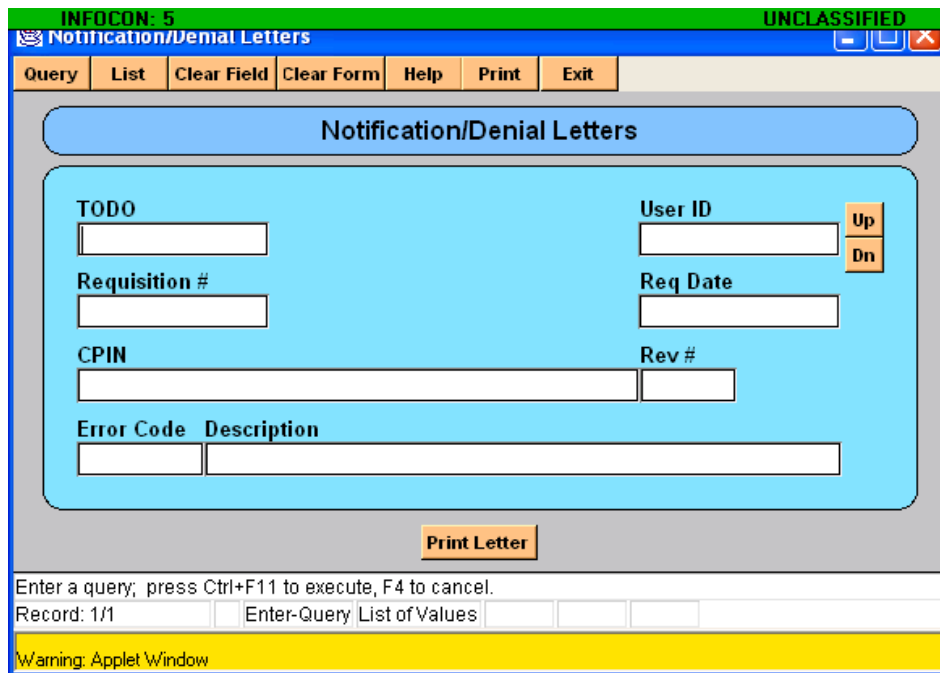 INFOCON: 5 UNCLASSIFIED
Notification/Denial Letters
Query List Clear Field Clear Form Help Print Exit
Notification/Denial Letters
TODO User ID
Up
Dn
Requisition # Req Date
CPIN Rev #
Error Code Description
Print Letter
Enter a query; press Ctrl+F11 to execute, F4 to cancel.
Record: 1/1 Enter-Query List of Values
Warning: Applet Window